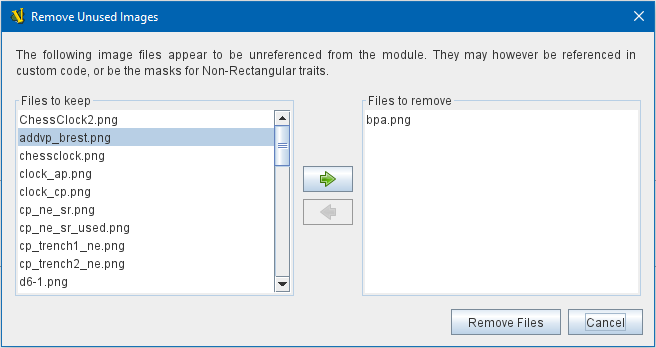 Remove Unused Images
The following image files appear to be unreferenced from the module. They may however be referenced in
custom code, or be the masks for Non-Rectangular traits.
Files to keep
ChessClock2.png
addvp_brest.png
chessclock.png
clock_ap.png
clock_cp.png
cp_ne_sr.png
cp_ne_sr_used.png
cp_trench1_ne.png
cp_trench2_ne.png
d6-1.png
Files to remove
bpa.png
Remove Files
Cancel